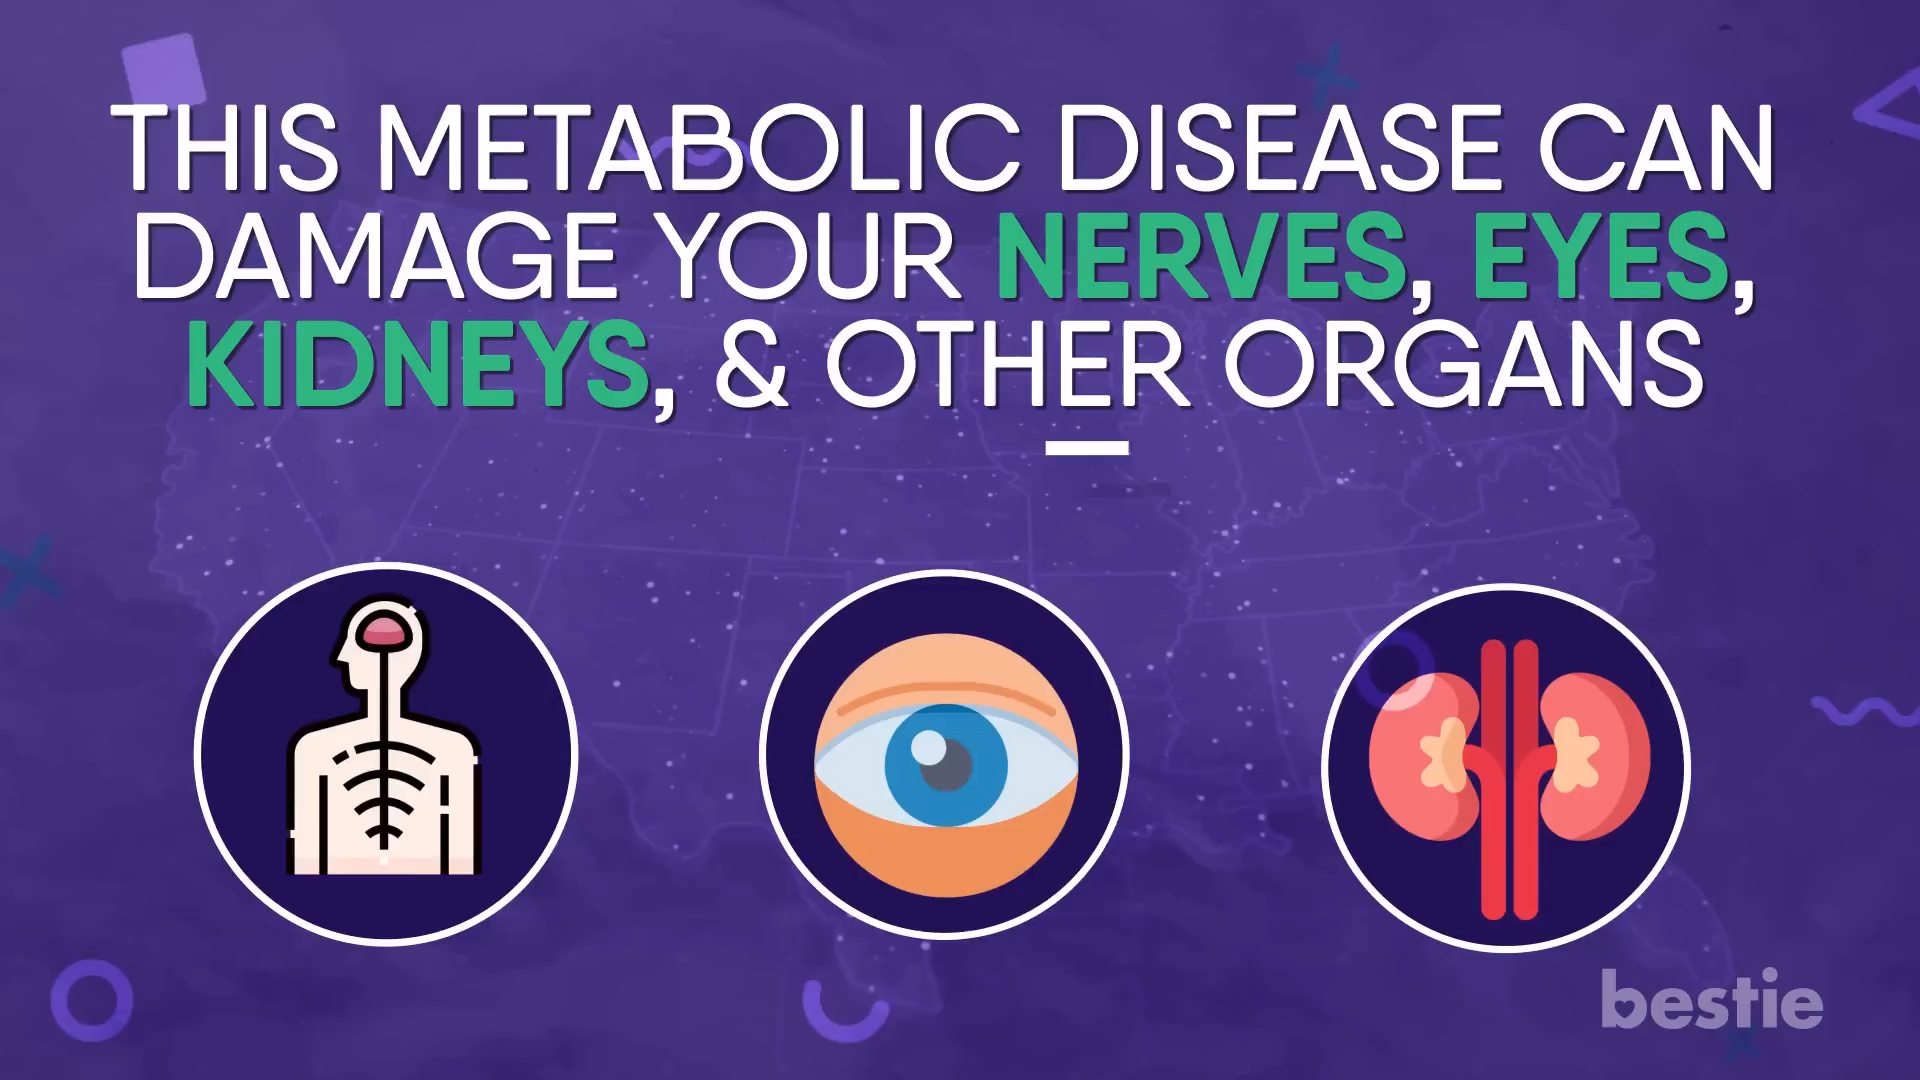 THIS METABOLIC DISEASE CAN
DAMAGE YOUR NERVES, EYES,
KIDNEYS, & OTHER ORGANS
bestie